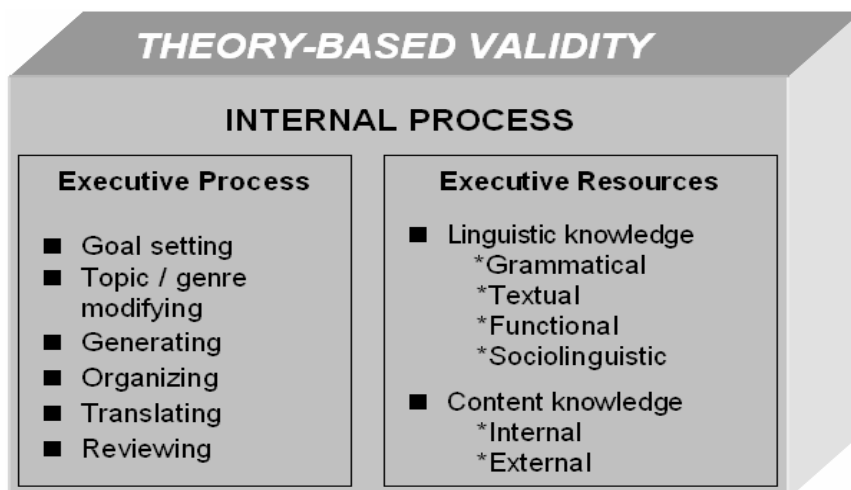 THEORY-BASED VALIDITY
INTERNAL PROCESS
Executive Process
■ Goal setting
■ Topic / genre
modifying
■ Generating
■ Organizing
■ Translating
■ Reviewing
Executive Resources
■ Linguistic knowledge
*Grammatical
*Textual
*Functional
*Sociolinguistic
■ Content knowledge
*Internal
*External